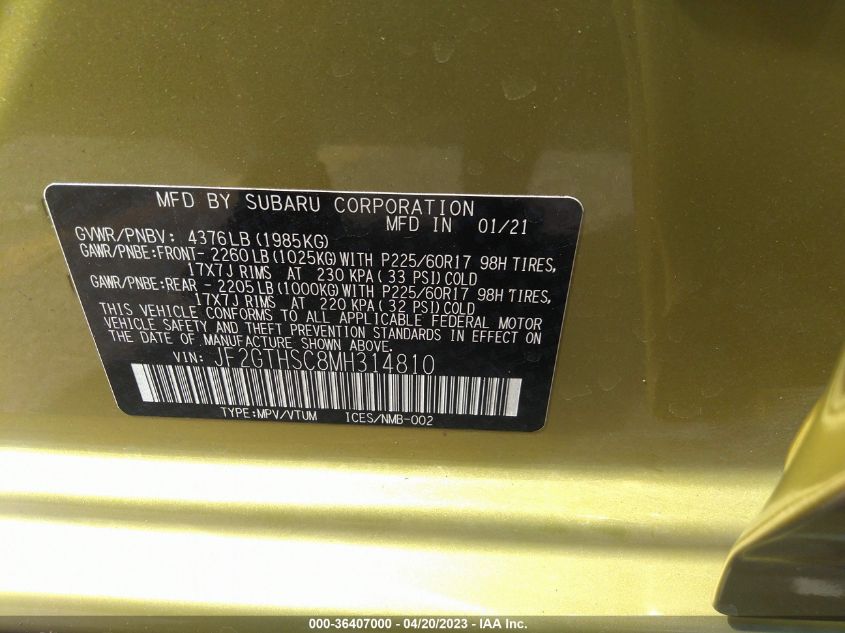 MFD BY SUBARU CORPORATION
MFD IN 01/21
GVWR/PNBV: 4376LB(1985KG)
GAWR/PNBE:FRONT- 2260LB(1025KG)WITH P225/60R17 98H TIRES,
17X7J RIMS AT 230 KPA(33 PSI)COLD
GAWR/PNBE:REAR - 2205LB(1000KG)WITH P225/60R17 98H TIRES,
17X7J RIMS AT 220 KPA(32 PSI)COLD
THIS VEHICLE CONFORMS TO ALL APPLICABLE FEDERAL MOTOR
VEHICLE SAFETY AND THEFT PREVENTION STANDARDS IN EFFECT ON
THE DATE OF MANUFACTURE SHOWN ABOVE.
VIN: JF2GTHSC8MH314810
TYPE:MPV/VTUM ICES/NMB-002
000-36407000 - 04/20/2023 - IAA Inc.